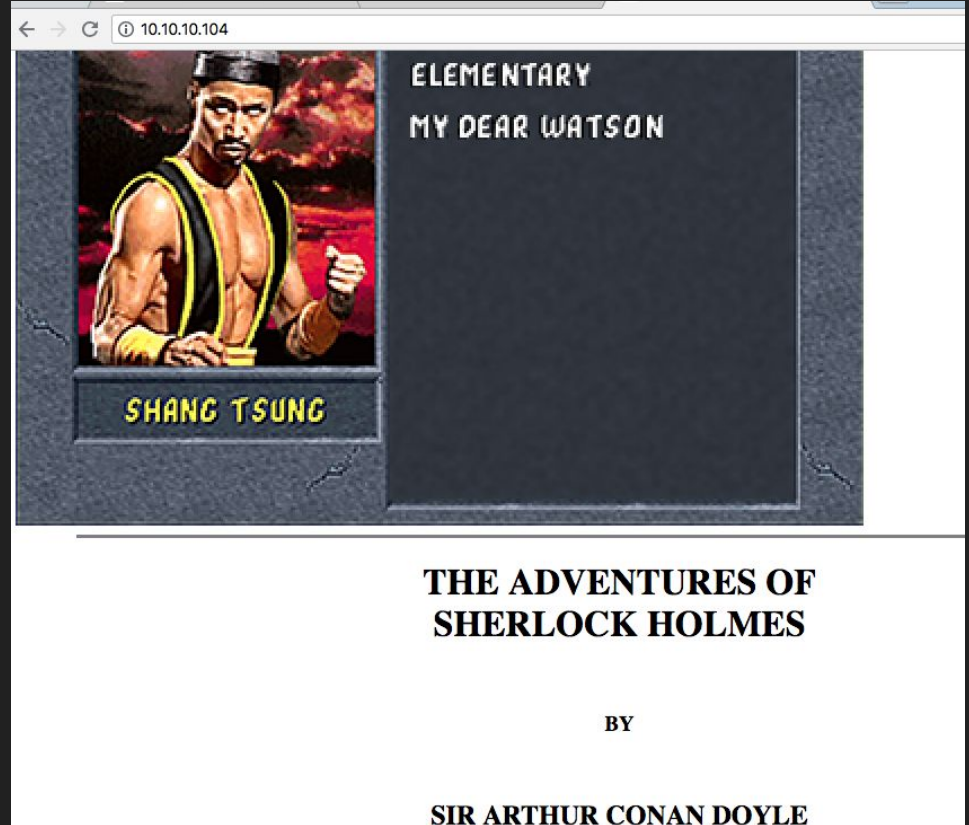 10.10.10.104
ELEMENTARY
MY DEAR WATSON
SHANG TSUNG
THE ADVENTURES OF
SHERLOCK HOLMES
BY
SIR ARTHUR CONAN DOYLE